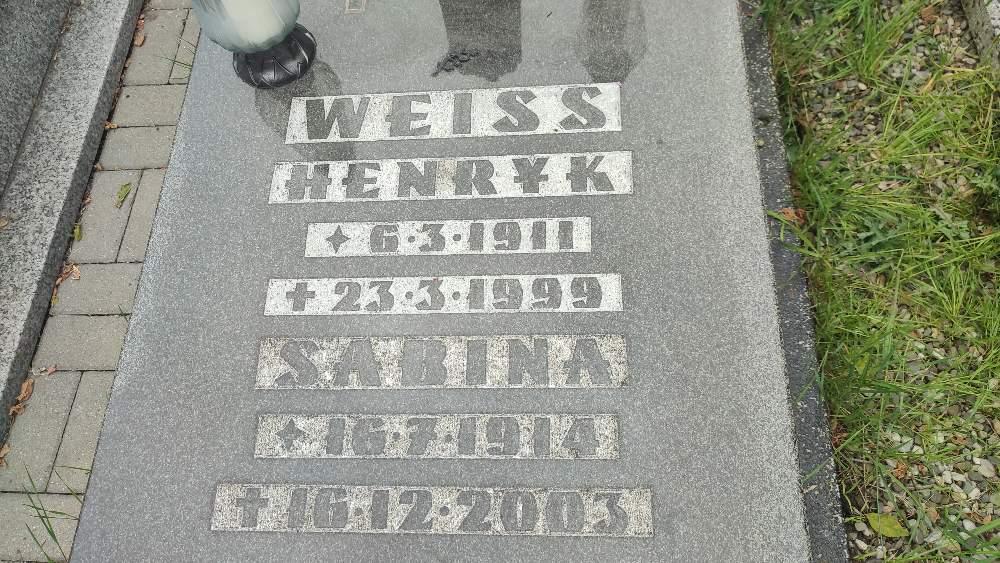 WEISS
HENRYK
✦ 6·3·1911
✝ 23·3·1999
SABINA
✦ 16·7·1914
✝ 16·12·2003